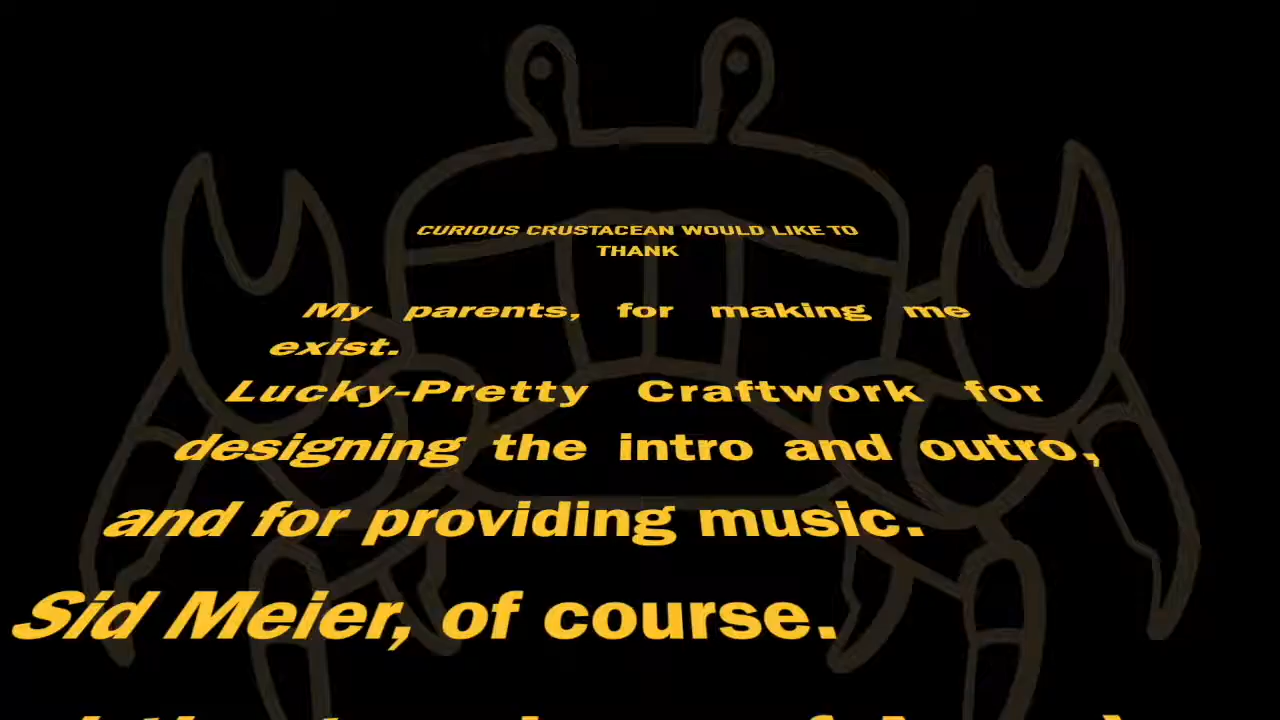 CURIOUS CRUSTACEAN WOULD LIKE TO
THANK
My parents, for making me
exist.
Lucky-Pretty Craftwork for
designing the intro and outro,
and for providing music.
Sid Meier, of course.